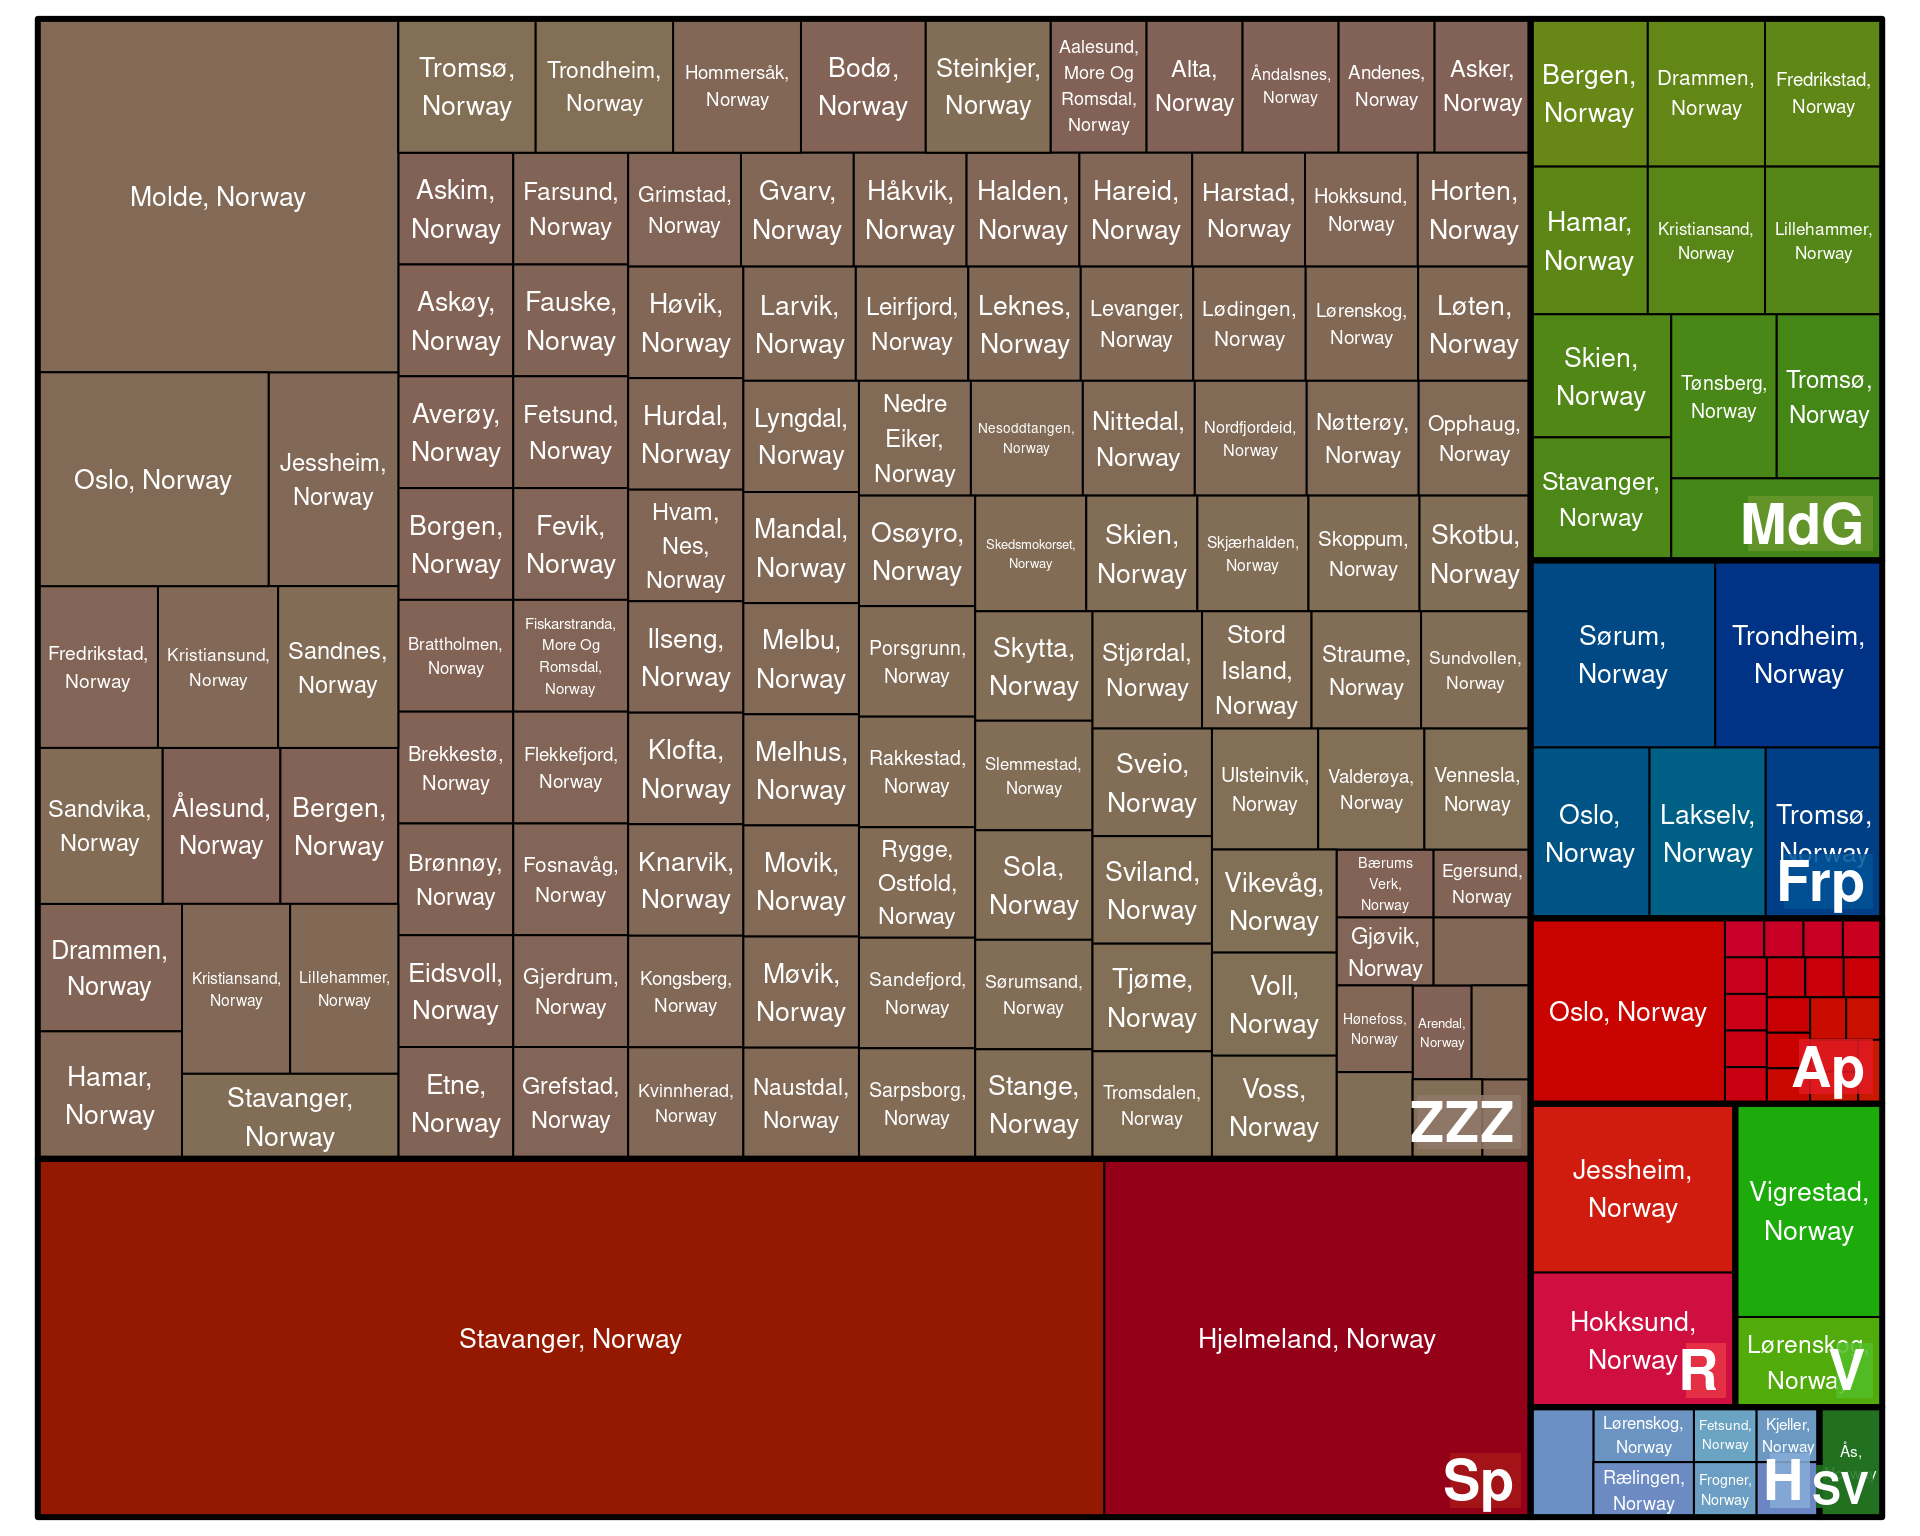 Molde, Norway
Tromsø,
Norway
Trondheim,
Norway
Hommersåk,
Norway
Bodø,
Norway
Steinkjer,
Norway
Aalesund,
More Og
Romsdal,
Norway
Alta,
Norway
Åndalsnes,
Norway
Andenes,
Norway
Asker,
Norway
Askim,
Norway
Farsund,
Norway
Grimstad,
Norway
Gvarv,
Norway
Håkvik,
Norway
Halden,
Norway
Hareid,
Norway
Harstad,
Norway
Hokksund,
Norway
Horten,
Norway
Askøy,
Norway
Fauske,
Norway
Høvik,
Norway
Larvik,
Norway
Leirfjord,
Norway
Leknes,
Norway
Levanger,
Norway
Lødingen,
Norway
Lørenskog,
Norway
Løten,
Norway
Oslo, Norway
Jessheim,
Norway
Averøy,
Norway
Fetsund,
Norway
Hurdal,
Norway
Lyngdal,
Norway
Nedre
Eiker,
Norway
Nesoddtangen,
Norway
Nittedal,
Norway
Nordfjordeid,
Norway
Nøtterøy,
Norway
Opphaug,
Norway
Borgen,
Norway
Fevik,
Norway
Hvam,
Nes,
Norway
Mandal,
Norway
Osøyro,
Norway
Skedsmokorset,
Norway
Skien,
Norway
Skjærhalden,
Norway
Skoppum,
Norway
Skotbu,
Norway
Fredrikstad,
Norway
Kristiansund,
Norway
Sandnes,
Norway
Brattholmen,
Norway
Fiskarstranda,
More Og
Romsdal,
Norway
Ilseng,
Norway
Melbu,
Norway
Porsgrunn,
Norway
Skytta,
Norway
Stjørdal,
Norway
Stord
Island,
Norway
Straume,
Norway
Sundvollen,
Norway
Sandvika,
Norway
Ålesund,
Norway
Bergen,
Norway
Brekkestø,
Norway
Flekkefjord,
Norway
Klofta,
Norway
Melhus,
Norway
Rakkestad,
Norway
Slemmestad,
Norway
Sveio,
Norway
Ulsteinvik,
Norway
Valderøya,
Norway
Vennesla,
Norway
Brønnøy,
Norway
Fosnavåg,
Norway
Knarvik,
Norway
Movik,
Norway
Rygge,
Ostfold,
Norway
Sola,
Norway
Sviland,
Norway
Vikevåg,
Norway
Bærums
Verk,
Norway
Egersund,
Norway
Gjøvik,
Norway
Drammen,
Norway
Kristiansand,
Norway
Lillehammer,
Norway
Eidsvoll,
Norway
Gjerdrum,
Norway
Kongsberg,
Norway
Møvik,
Norway
Sandefjord,
Norway
Sørumsand,
Norway
Tjøme,
Norway
Voll,
Norway
Hønefoss,
Norway
Arendal,
Norway
Hamar,
Norway
Stavanger,
Norway
Etne,
Norway
Grefstad,
Norway
Kvinnherad,
Norway
Naustdal,
Norway
Sarpsborg,
Norway
Stange,
Norway
Tromsdalen,
Norway
Voss,
Norway
ZZZ
Stavanger, Norway
Hjelmeland, Norway
Sp
Bergen,
Norway
Drammen,
Norway
Fredrikstad,
Norway
Hamar,
Norway
Kristiansand,
Norway
Lillehammer,
Norway
Skien,
Norway
Tønsberg,
Norway
Tromsø,
Norway
Stavanger,
Norway
MdG
Sørum,
Norway
Trondheim,
Norway
Oslo,
Norway
Lakselv,
Norway
Tromsø,
Norway
Frp
Oslo, Norway
Ap
Jessheim,
Norway
Hokksund,
Norway
R
Vigrestad,
Norway
Lørenskog,
Norway
V
Lørenskog,
Norway
Fetsund,
Norway
Kjeller,
Norway
Rælingen,
Norway
Frogner,
Norway
H
Ås,
SV